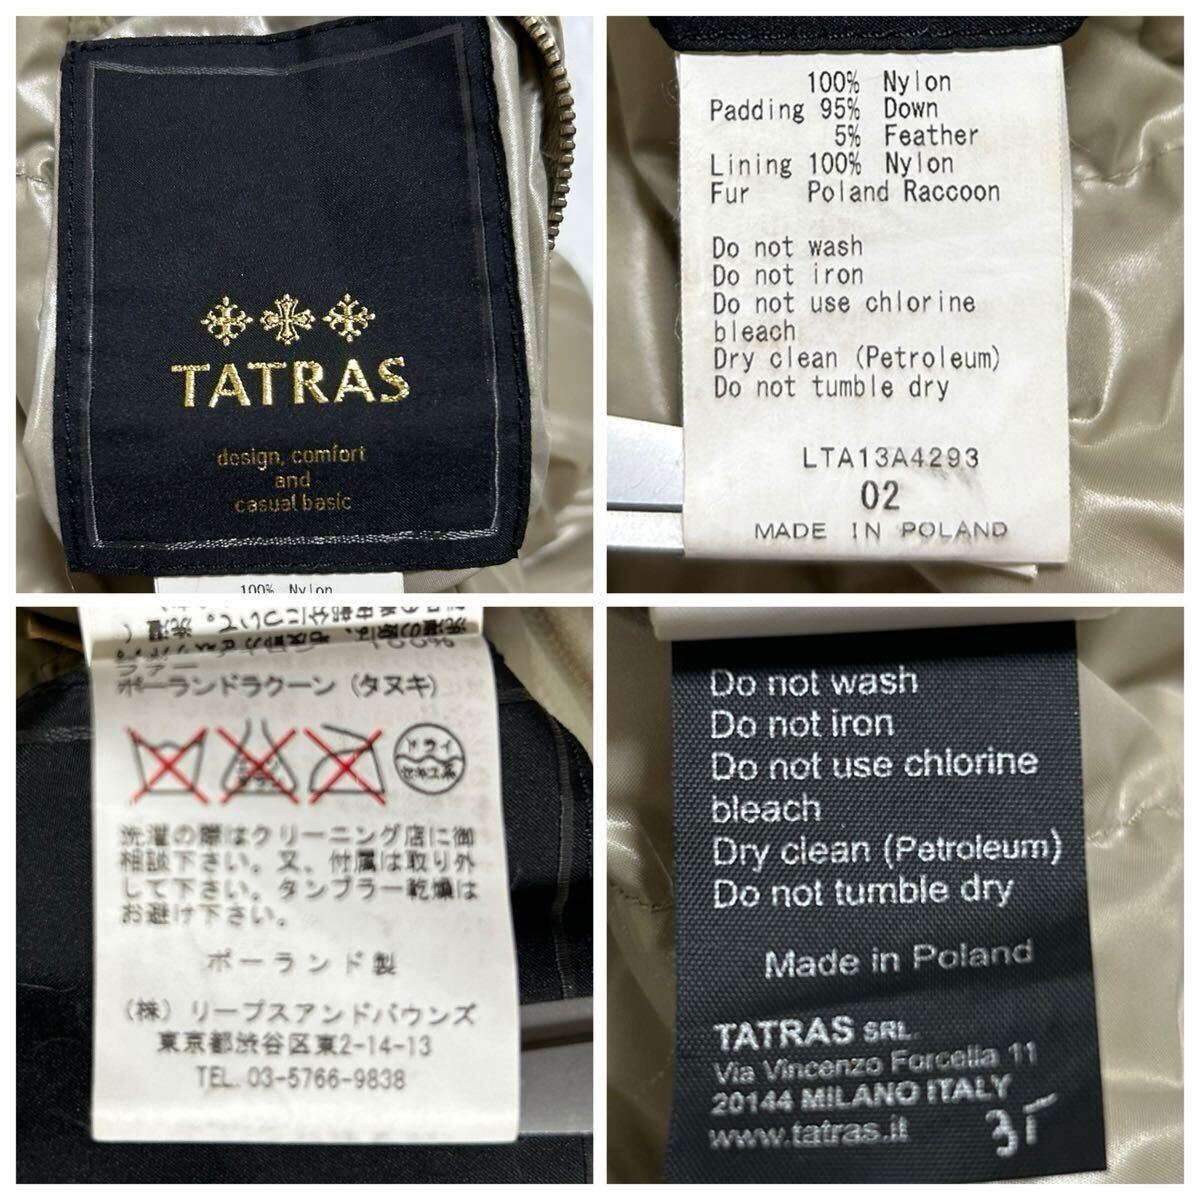 TATRAS
design, comfort
and
casual basic
100% Nylon
100% Nylon
Padding 95% Down
5% Feather
Lining 100% Nylon
Fur Poland Raccoon
Do not wash
Do not iron
Do not use chlorine
bleach
Dry clean (Petroleum)
Do not tumble dry
LTA13A4293
02
MADE IN POLAND
ファー
ポーランドラクーン (タヌキ)
ドライ
セキユ系
洗濯の際はクリーニング店に御
相談下さい。又、付属は取り外
して下さい。タンブラー乾燥は
お避け下さい。
ポーランド製
(株) リープスアンドバウンズ
東京都渋谷区東2-14-13
TEL. 03-5766-9838
Do not wash
Do not iron
Do not use chlorine
bleach
Dry clean (Petroleum)
Do not tumble dry
Made in Poland
TATRAS SRL.
Via Vincenzo Forcella 11
20144 MILANO ITALY
www.tatras.it